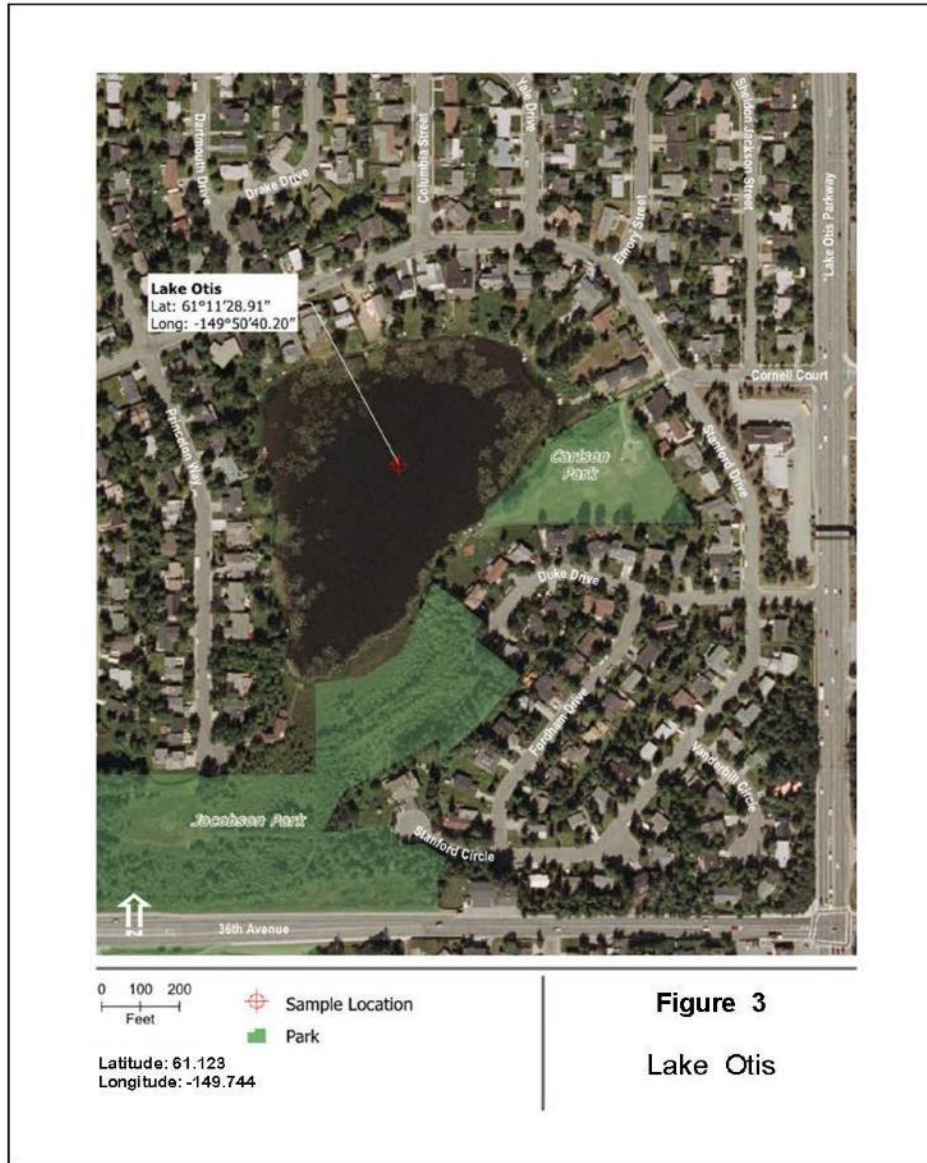 Dartmouth Drive
Drake Drive
Columbia Street
Yale Drive
Emory Street
Sheldon Jackson Street
Lake Otis Parkway
Lake Otis
Lat: 61°11'28.91"
Long: -149°50'40.20"
Cornell Court
Princeton Way
Carlson
Park
Stanford Drive
Duke Drive
Fordham Drive
Vanderbilt Circle
Jacobson Park
Stanford Circle
N
36th Avenue
0 100 200
Feet
Sample Location
Park
Latitude: 61.123
Longitude: -149.744
Figure 3
Lake Otis